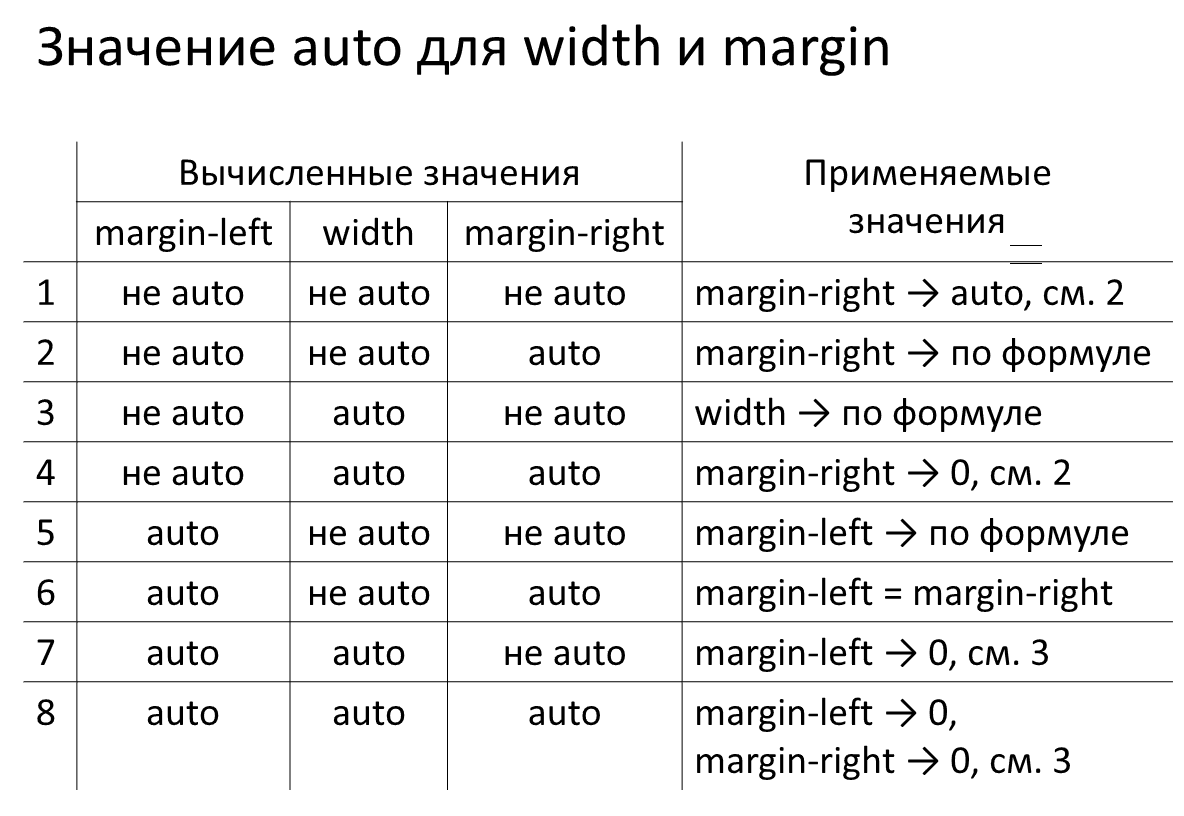 Значение auto для width и margin
Вычисленные значения Применяемые
значения
margin-left width margin-right
1 не auto не auto не auto margin-right → auto, см. 2
2 не auto не auto auto margin-right → по формуле
3 не auto auto не auto width → по формуле
4 не auto auto auto margin-right → 0, см. 2
5 auto не auto не auto margin-left → по формуле
6 auto не auto auto margin-left = margin-right
7 auto auto не auto margin-left → 0, см. 3
8 auto auto auto margin-left → 0,
margin-right → 0, см. 3